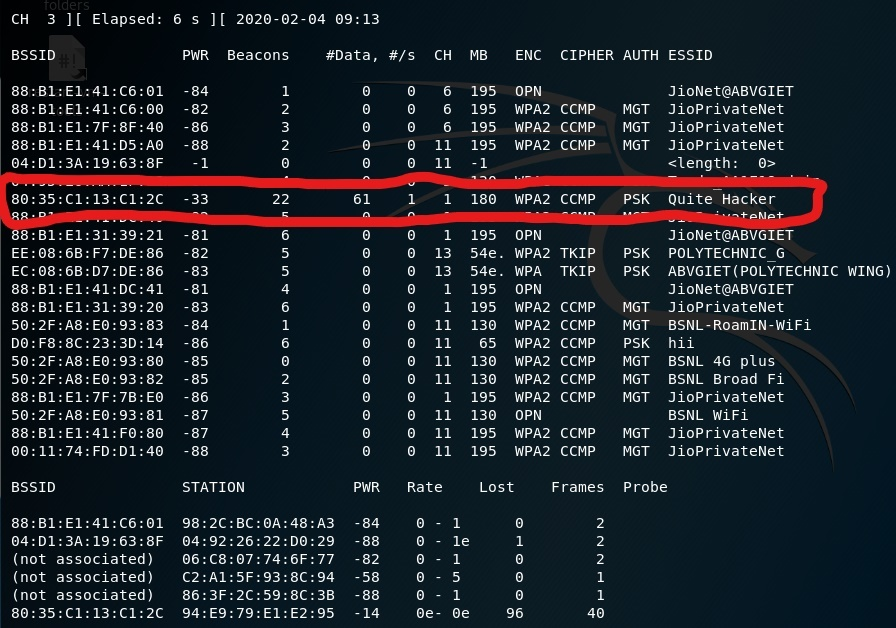 folders
CH  3 ][ Elapsed: 6 s ][ 2020-02-04 09:13
BSSID              PWR  Beacons    #Data, #/s  CH  MB   ENC  CIPHER AUTH ESSID
88:B1:E1:41:C6:01  -84        1        0    0   6  195  OPN              JioNet@ABVGIET
88:B1:E1:41:C6:00  -82        2        0    0   6  195  WPA2 CCMP   MGT  JioPrivateNet
88:B1:E1:7F:8F:40  -86        3        0    0   6  195  WPA2 CCMP   MGT  JioPrivateNet
88:B1:E1:41:D5:A0  -88        2        0    0  11  195  WPA2 CCMP   MGT  JioPrivateNet
04:D1:3A:19:63:8F   -1        0        0    0  11  -1                    <length:  0>
80:35:C1:13:C1:2C  -33       22       61    1   1  180  WPA2 CCMP   PSK  Quite Hacker
JioPrivateNet
88:B1:E1:31:39:21  -81        6        0    0   1  195  OPN              JioNet@ABVGIET
EE:08:6B:F7:DE:86  -82        5        0    0  13  54e. WPA2 TKIP   PSK  POLYTECHNIC_G
EC:08:6B:D7:DE:86  -83        5        0    0  13  54e. WPA  TKIP   PSK  ABVGIET(POLYTECHNIC WING)
88:B1:E1:41:DC:41  -81        4        0    0   1  195  OPN              JioNet@ABVGIET
88:B1:E1:31:39:20  -83        6        0    0   1  195  WPA2 CCMP   MGT  JioPrivateNet
50:2F:A8:E0:93:83  -84        1        0    0  11  130  WPA2 CCMP   MGT  BSNL-RoamIN-WiFi
D0:F8:8C:23:3D:14  -86        6        0    0  11   65  WPA2 CCMP   PSK  hii
50:2F:A8:E0:93:80  -85        0        0    0  11  130  WPA2 CCMP   MGT  BSNL 4G plus
50:2F:A8:E0:93:82  -85        2        0    0  11  130  WPA2 CCMP   MGT  BSNL Broad Fi
88:B1:E1:7F:7B:E0  -86        3        0    0   1  195  WPA2 CCMP   MGT  JioPrivateNet
50:2F:A8:E0:93:81  -87        5        0    0  11  130  OPN              BSNL WiFi
88:B1:E1:41:F0:80  -87        4        0    0  11  195  WPA2 CCMP   MGT  JioPrivateNet
00:11:74:FD:D1:40  -88        3        0    0  11  195  WPA2 CCMP   MGT  JioPrivateNet
BSSID              STATION            PWR   Rate    Lost    Frames  Probe
88:B1:E1:41:C6:01  98:2C:BC:0A:48:A3  -84    0 - 1      0        2
04:D1:3A:19:63:8F  04:92:26:22:D0:29  -88    0 - 1e     1        2
(not associated)   06:C8:07:74:6F:77  -82    0 - 1      0        2
(not associated)   C2:A1:5F:93:8C:94  -58    0 - 5      0        1
(not associated)   86:3F:2C:59:8C:3B  -88    0 - 1      0        1
80:35:C1:13:C1:2C  94:E9:79:E1:E2:95  -14    0e- 0e    96       40